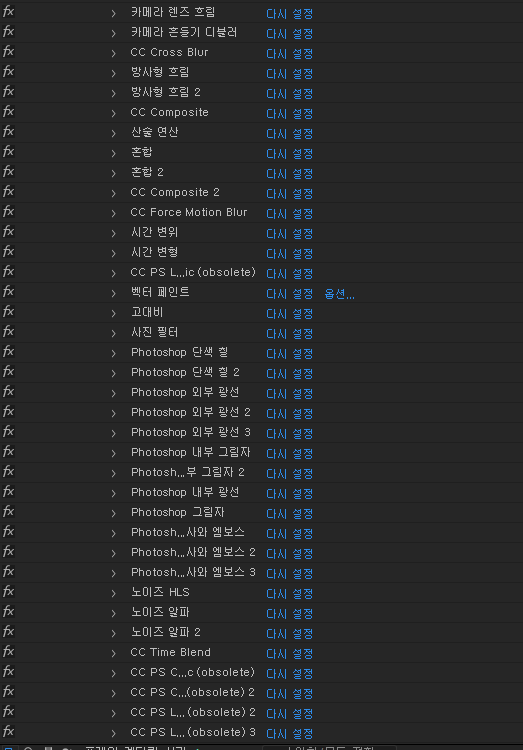 fx > 카메라 렌즈 흐림 다시 설정
fx > 카메라 흔들기 디블러 다시 설정
fx > CC Cross Blur 다시 설정
fx > 방사형 흐림 다시 설정
fx > 방사형 흐림 2 다시 설정
fx > CC Composite 다시 설정
fx > 산술 연산 다시 설정
fx > 혼합 다시 설정
fx > 혼합 2 다시 설정
fx > CC Composite 2 다시 설정
fx > CC Force Motion Blur 다시 설정
fx > 시간 변위 다시 설정
fx > 시간 변형 다시 설정
fx > CC PS L...ic (obsolete) 다시 설정
fx > 벡터 페인트 다시 설정 옵션...
fx > 고대비 다시 설정
fx > 사진 필터 다시 설정
fx > Photoshop 단색 칠 다시 설정
fx > Photoshop 단색 칠 2 다시 설정
fx > Photoshop 외부 광선 다시 설정
fx > Photoshop 외부 광선 2 다시 설정
fx > Photoshop 외부 광선 3 다시 설정
fx > Photoshop 내부 그림자 다시 설정
fx > Photosh...부 그림자 2 다시 설정
fx > Photoshop 내부 광선 다시 설정
fx > Photoshop 그림자 다시 설정
fx > Photosh...사와 엠보스 다시 설정
fx > Photosh...사와 엠보스 2 다시 설정
fx > Photosh...사와 엠보스 3 다시 설정
fx > 노이즈 HLS 다시 설정
fx > 노이즈 알파 다시 설정
fx > 노이즈 알파 2 다시 설정
fx > CC Time Blend 다시 설정
fx > CC PS C...c (obsolete) 다시 설정
fx > CC PS C...(obsolete) 2 다시 설정
fx > CC PS L... (obsolete) 2 다시 설정
fx > CC PS L... (obsolete) 3 다시 설정